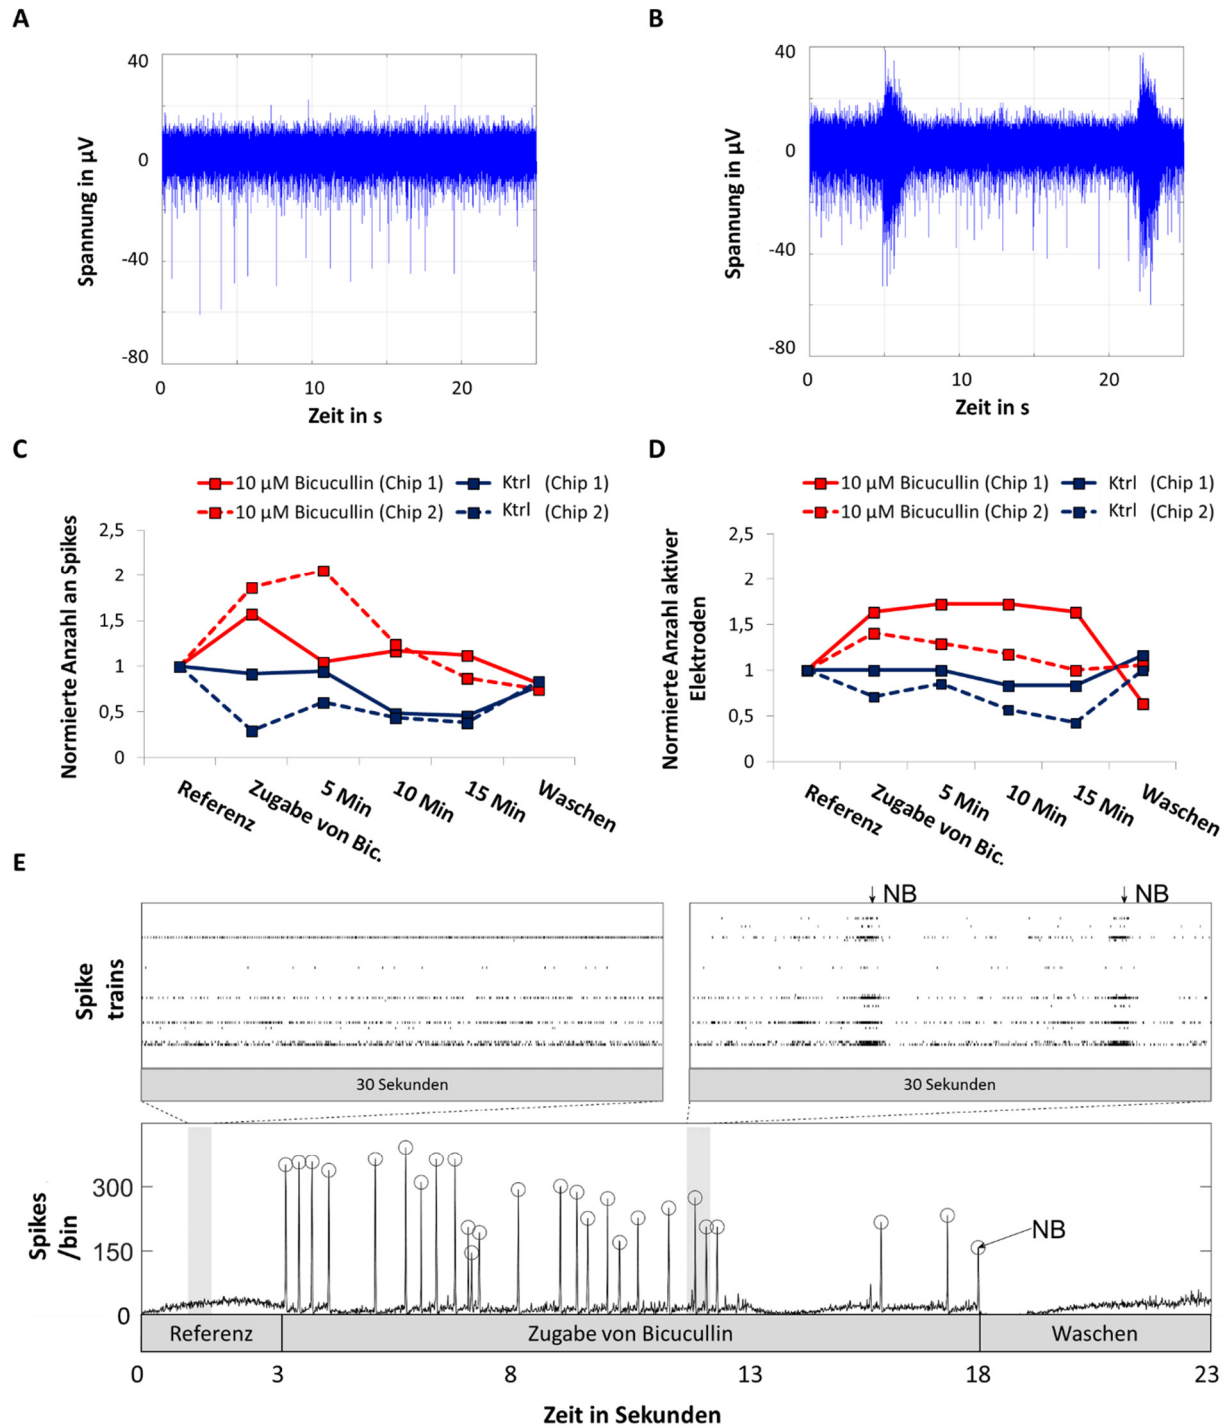 A
40
0
-40
-80
Spannung in µV
0 10 20
Zeit in s
B
40
0
-40
-80
Spannung in µV
0 10 20
Zeit in s
C
10 µM Bicucullin (Chip 1) Ktrl (Chip 1)
10 µM Bicucullin (Chip 2) Ktrl (Chip 2)
Normierte Anzahl an Spikes
2,5
2
1,5
1
0,5
0
Referenz
Zugabe von Bic.
5 Min
10 Min
15 Min
Waschen
D
10 µM Bicucullin (Chip 1) Ktrl (Chip 1)
10 µM Bicucullin (Chip 2) Ktrl (Chip 2)
Normierte Anzahl aktiver
Elektroden
2,5
2
1,5
1
0,5
0
Referenz
Zugabe von Bic.
5 Min
10 Min
15 Min
Waschen
E
NB NB
Spike
trains
30 Sekunden 30 Sekunden
Spikes
/bin
300
150
0
NB
Referenz Zugabe von Bicucullin Waschen
0 3 8 13 18 23
Zeit in Sekunden